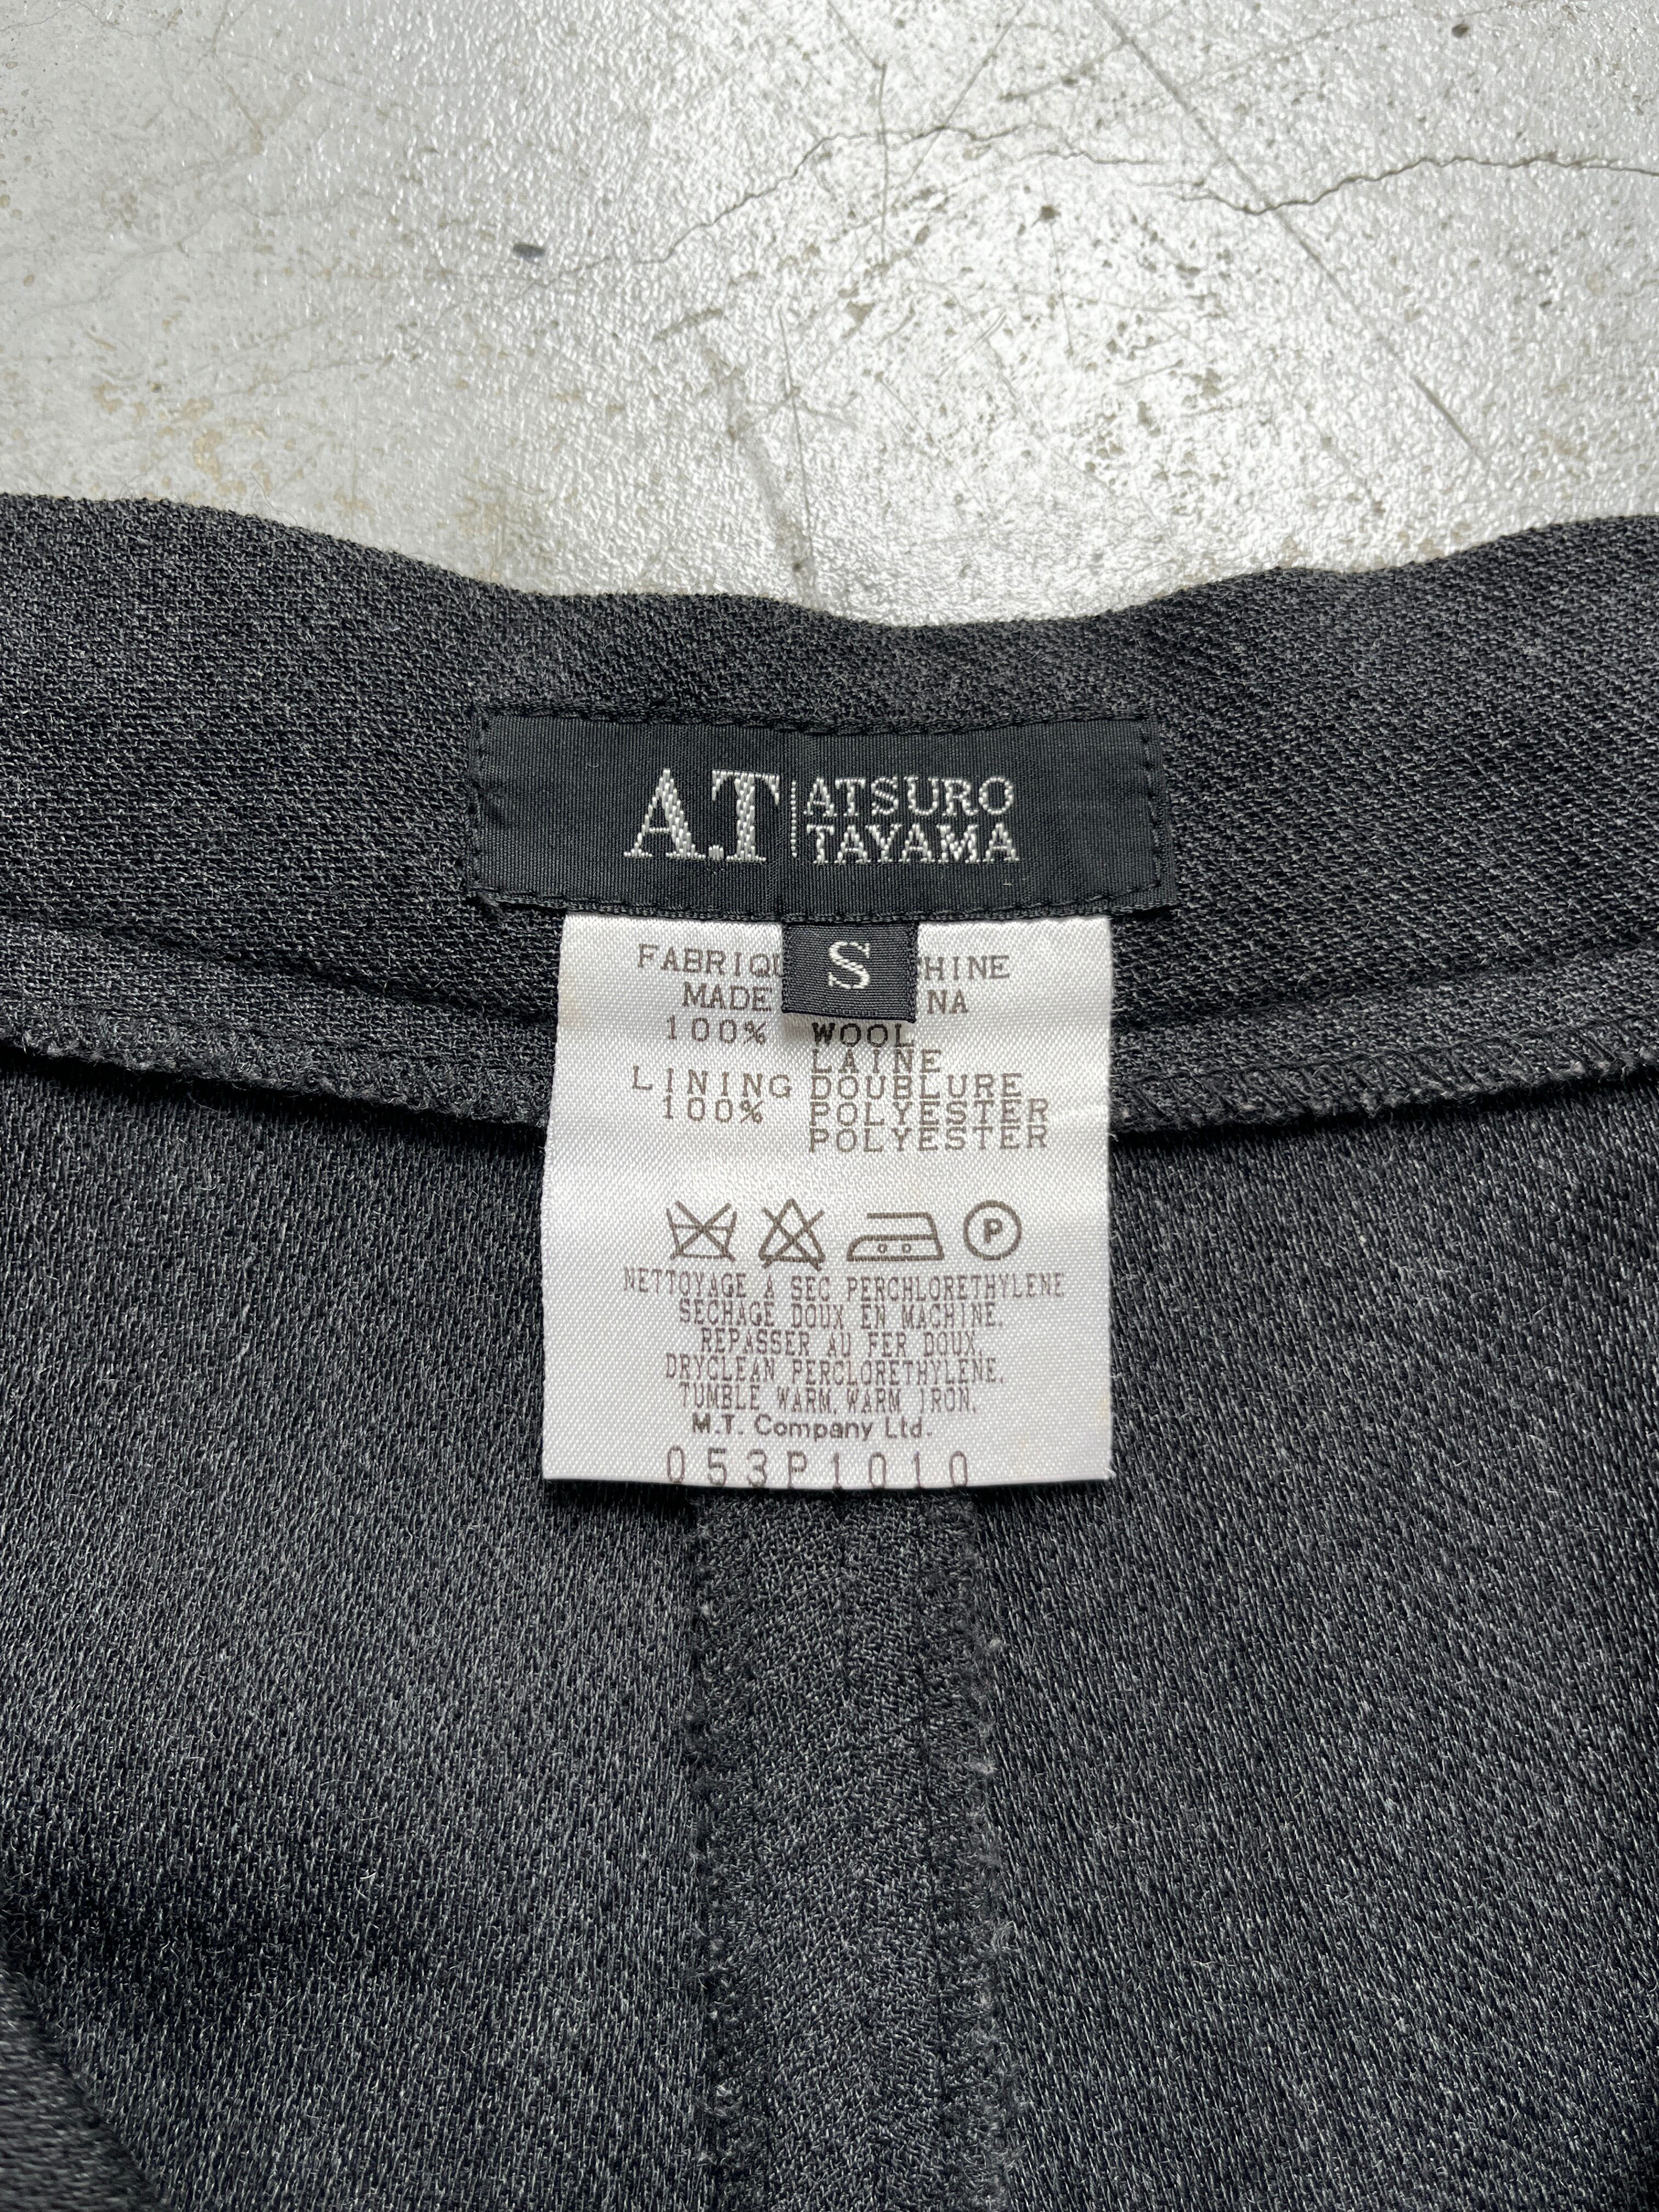 A.T ATSURO
TAYAMA
S
FABRIQU HINE
MADE NA
100% WOOL
LAINE
LINING DOUBLURE
100% POLYESTER
POLYESTER
P
NETTOYAGE A SEC PERCHLORETHYLENE
SECHAGE DOUX EN MACHINE.
REPASSER AU FER DOUX.
DRYCLEAN PERCLORETHYLENE.
TUMBLE WARM. WARM IRON.
M.T. Company Ltd.
053P1010